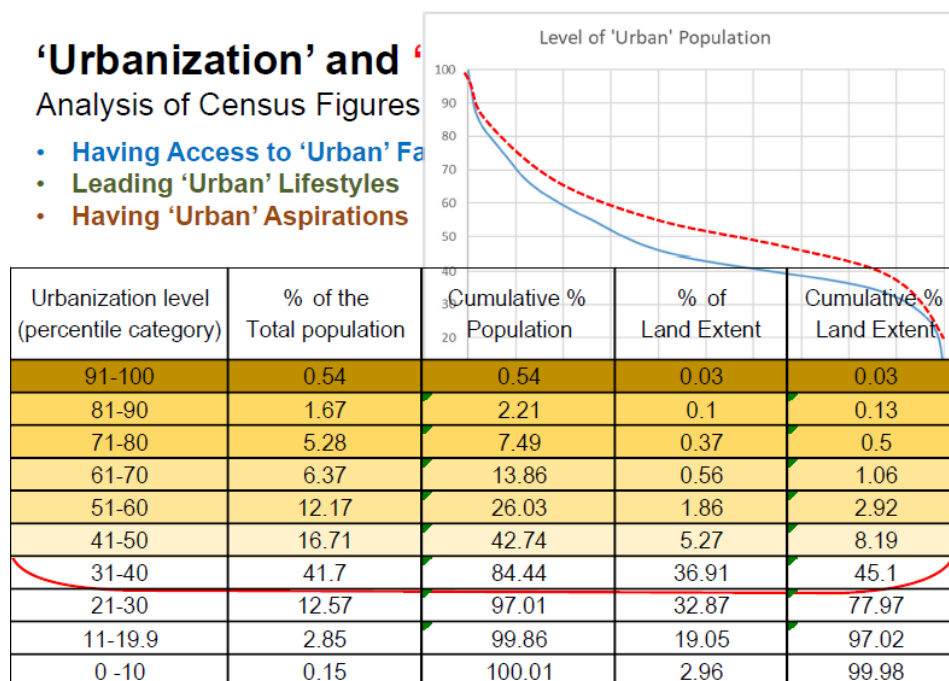 'Urbanization' and '
Analysis of Census Figures
• Having Access to 'Urban' Fa
• Leading 'Urban' Lifestyles
• Having 'Urban' Aspirations
Level of 'Urban' Population
100
90
80
70
60
50
40
30
20
Urbanization level (percentile category) | % of the Total population | Cumulative % Population | % of Land Extent | Cumulative % Land Extent
91-100 0.54 0.54 0.03 0.03
81-90 1.67 2.21 0.1 0.13
71-80 5.28 7.49 0.37 0.5
61-70 6.37 13.86 0.56 1.06
51-60 12.17 26.03 1.86 2.92
41-50 16.71 42.74 5.27 8.19
31-40 41.7 84.44 36.91 45.1
21-30 12.57 97.01 32.87 77.97
11-19.9 2.85 99.86 19.05 97.02
0 -10 0.15 100.01 2.96 99.98